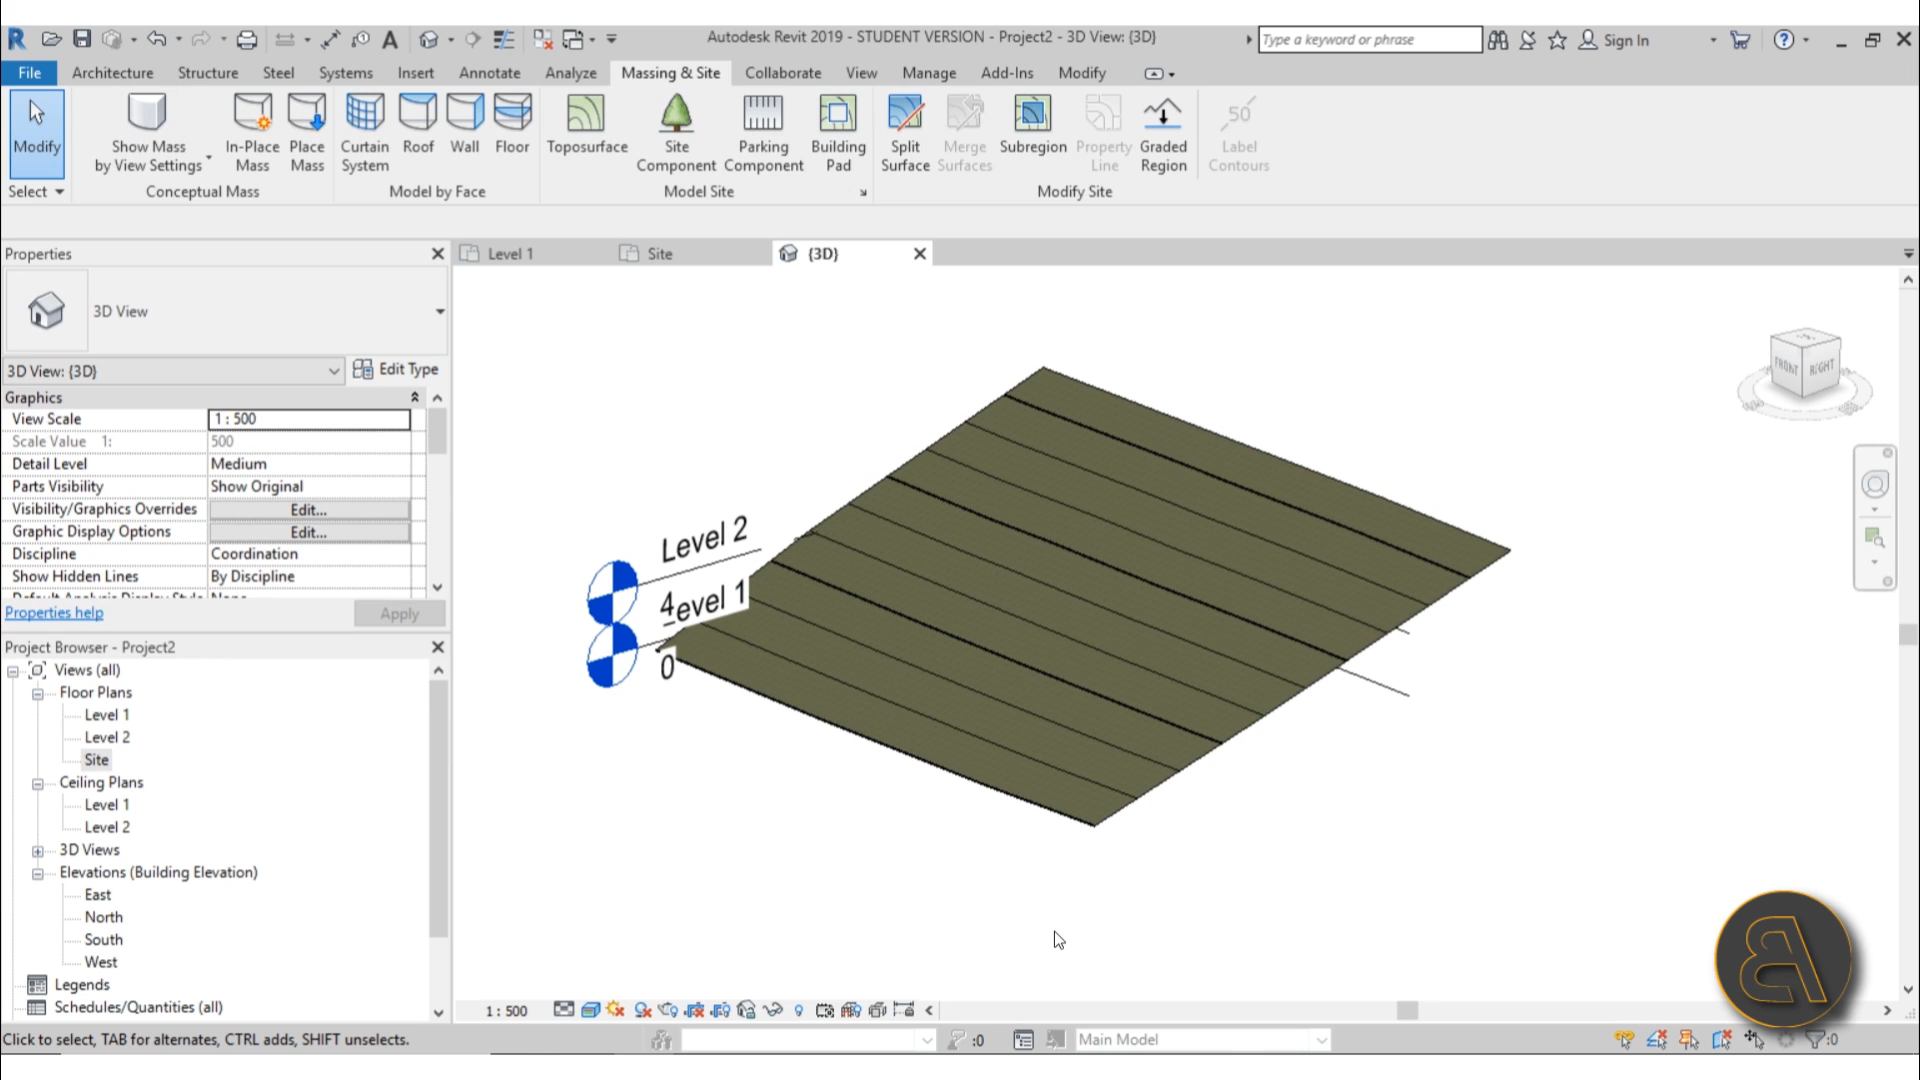 Autodesk Revit 2019 - STUDENT VERSION - Project2 - 3D View: {3D}
Type a keyword or phrase
Sign In
File Architecture Structure Steel Systems Insert Annotate Analyze Massing & Site Collaborate View Manage Add-Ins Modify
Modify
Show Mass by View Settings
In-Place Mass
Place Mass
Curtain System
Roof
Wall
Floor
Toposurface
Site Component
Parking Component
Building Pad
Split Surface
Merge Surfaces
Subregion
Property Line
Graded Region
50
Label Contours
Select
Conceptual Mass
Model by Face
Model Site
Modify Site
Properties
Level 1
Site
{3D}
3D View
3D View: {3D}
Edit Type
Graphics
View Scale 1 : 500
Scale Value 1: 500
Detail Level Medium
Parts Visibility Show Original
Visibility/Graphics Overrides Edit...
Graphic Display Options Edit...
Discipline Coordination
Show Hidden Lines By Discipline
Properties help
Apply
Project Browser - Project2
Views (all)
Floor Plans
Level 1
Level 2
Site
Ceiling Plans
Level 1
Level 2
3D Views
Elevations (Building Elevation)
East
North
South
West
Legends
Schedules/Quantities (all)
Level 2
4evel 1
0
FRONT
RIGHT
1 : 500
Click to select, TAB for alternates, CTRL adds, SHIFT unselects.
:0
Main Model
:0